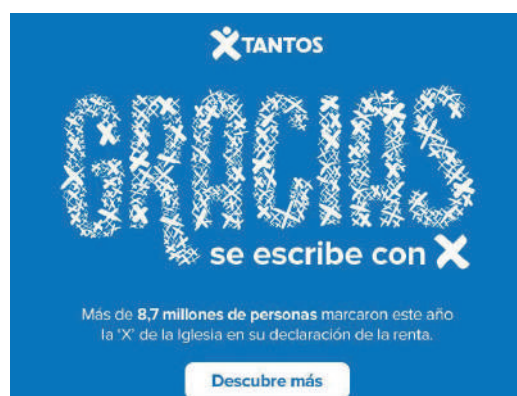 XTANTOS
GRACIAS
se escribe con X
Más de 8,7 millones de personas marcaron este año
la 'X' de la Iglesia en su declaración de la renta.
Descubre más